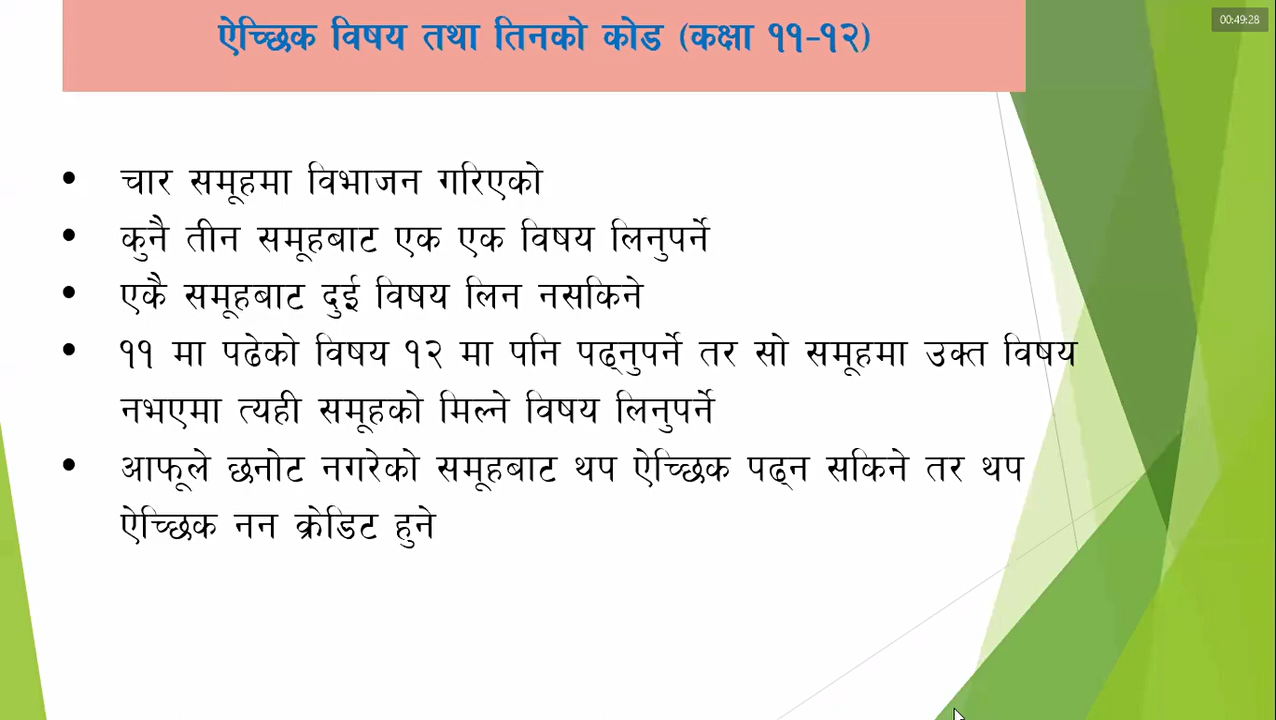 ऐच्छिक विषय तथा तिनको कोड (कक्षा ११-१२)
00:49:28
• चार समूहमा विभाजन गरिएको
• कुनै तीन समूहबाट एक एक विषय लिनुपर्ने
• एकै समूहबाट दुई विषय लिन नसकिने
• ११ मा पढेको विषय १२ मा पनि पढ्नुपर्ने तर सो समूहमा उक्त विषय
नभएमा त्यही समूहको मिल्ने विषय लिनुपर्ने
• आफूले छनोट नगरेको समूहबाट थप ऐच्छिक पढ्न सकिने तर थप
ऐच्छिक नन क्रेडिट हुने